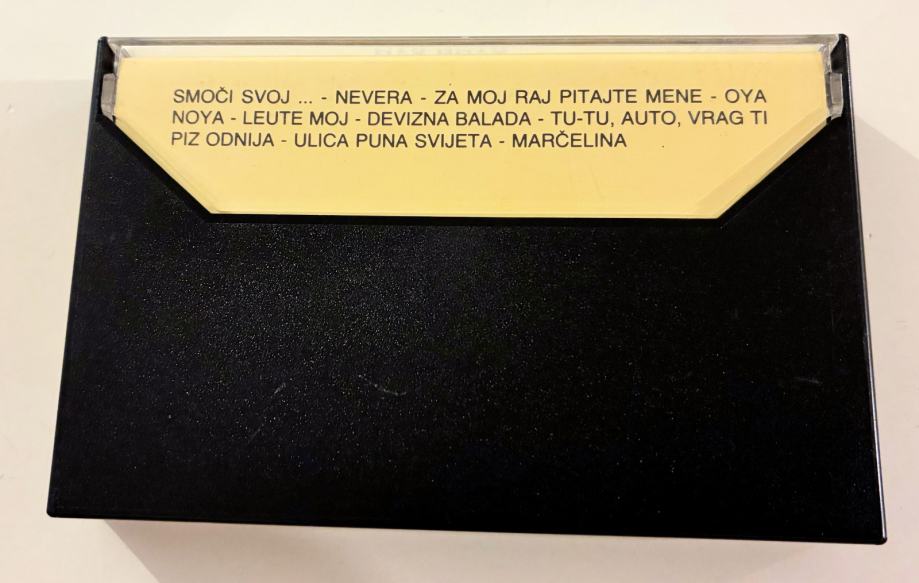 SMOČI SVOJ ... - NEVERA - ZA MOJ RAJ PITAJTE MENE - OYA
NOYA - LEUTE MOJ - DEVIZNA BALADA - TU-TU, AUTO, VRAG TI
PIZ ODNIJA - ULICA PUNA SVIJETA - MARČELINA